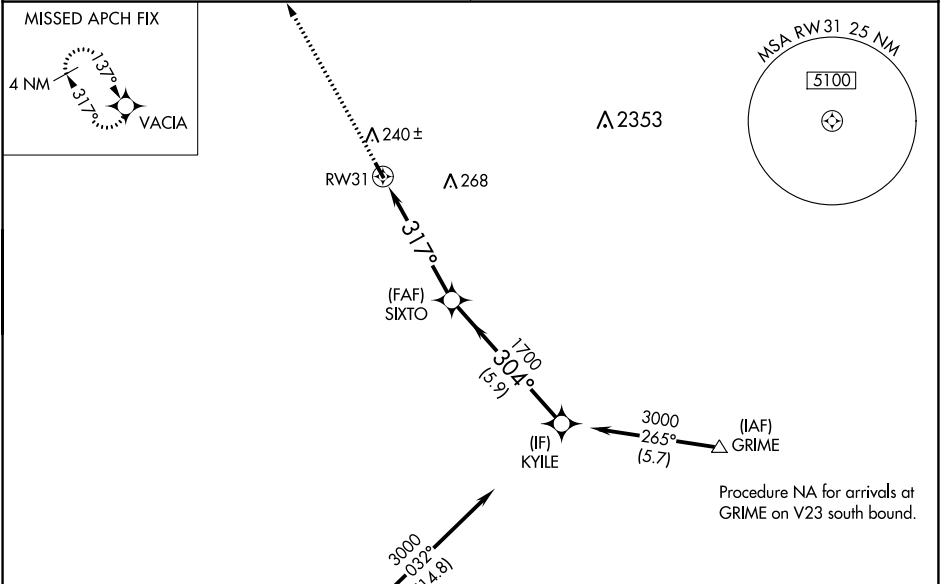 MISSED APCH FIX
4 NM
137°
317°
VACIA
MSA RW31 25 NM
5100
2353
240 ±
RW31
268
317°
(FAF)
SIXTO
1700
304°
(5.9)
(IF)
KYILE
3000
265°
(5.7)
(IAF)
GRIME
Procedure NA for arrivals at
GRIME on V23 south bound.
3000
032°